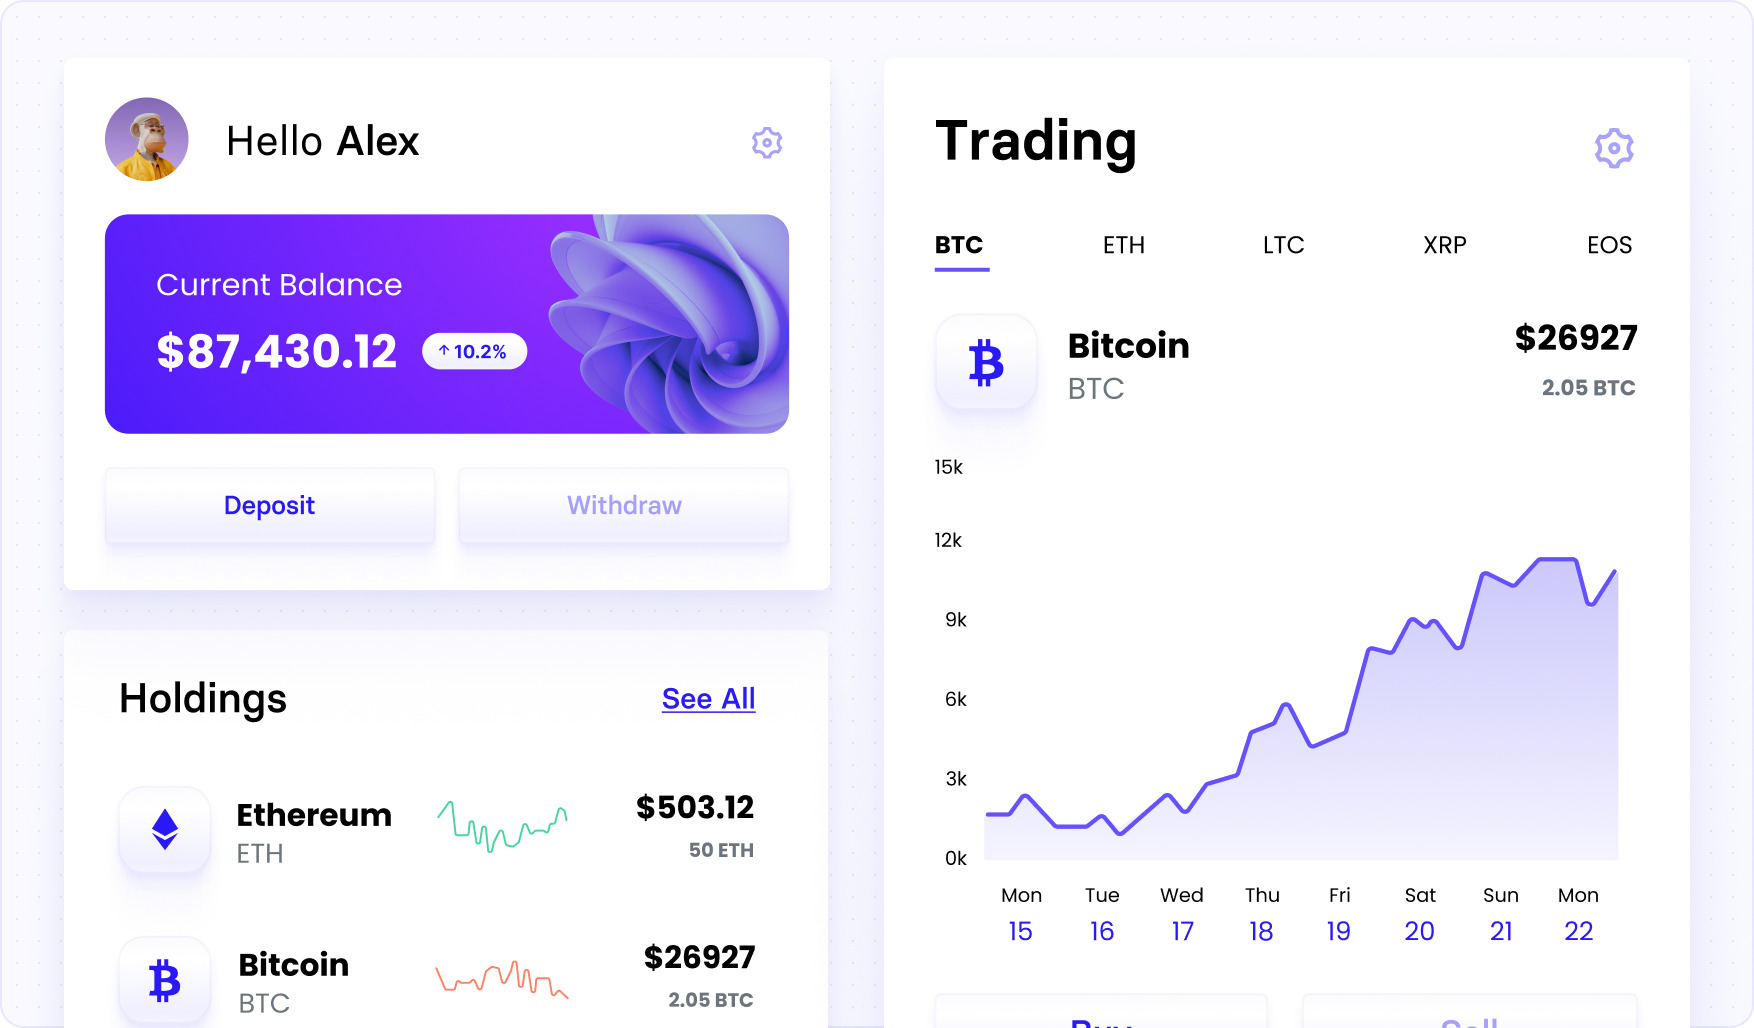 Hello Alex
Current Balance
$87,430.12
↑ 10.2%
Deposit
Withdraw
Holdings
See All
Ethereum
ETH
$503.12
50 ETH
Bitcoin
BTC
$26927
2.05 BTC
Trading
BTC ETH LTC XRP EOS
Bitcoin
BTC
$26927
2.05 BTC
15k
12k
9k
6k
3k
0k
Mon Tue Wed Thu Fri Sat Sun Mon
15 16 17 18 19 20 21 22
Buy
Sell